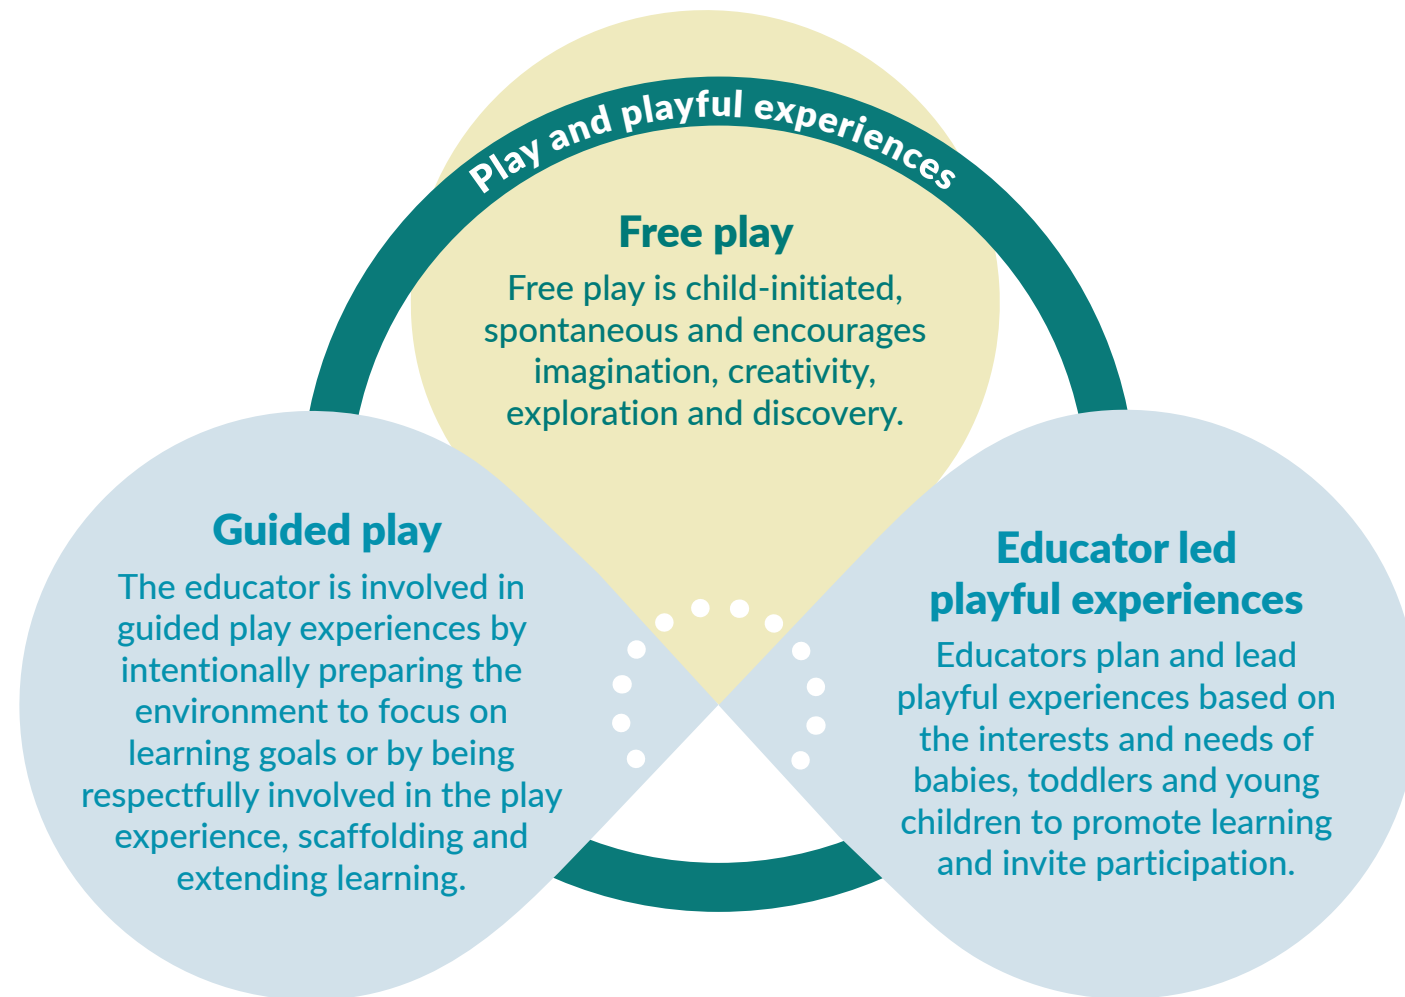 Play and playful experiences
Free play
Free play is child-initiated,
spontaneous and encourages
imagination, creativity,
exploration and discovery.
Guided play
The educator is involved in
guided play experiences by
intentionally preparing the
environment to focus on
learning goals or by being
respectfully involved in the play
experience, scaffolding and
extending learning.
Educator led
playful experiences
Educators plan and lead
playful experiences based on
the interests and needs of
babies, toddlers and young
children to promote learning
and invite participation.